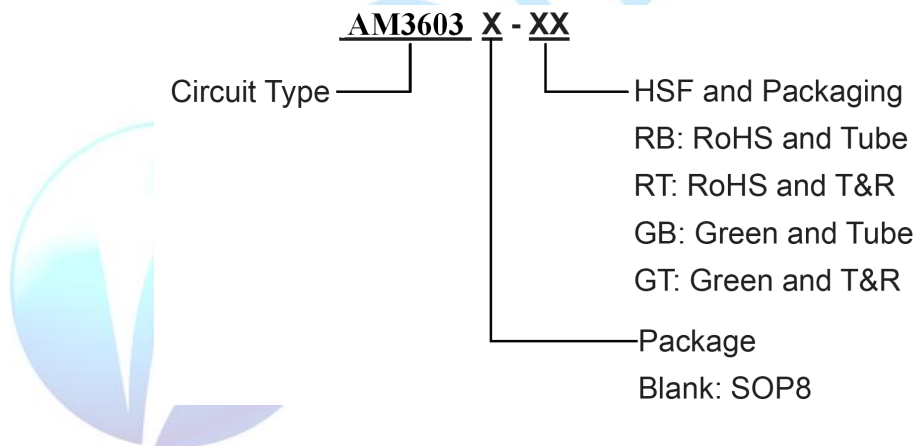 AM3603 X - XX
Circuit Type
HSF and Packaging
RB: RoHS and Tube
RT: RoHS and T&R
GB: Green and Tube
GT: Green and T&R
Package
Blank: SOP8